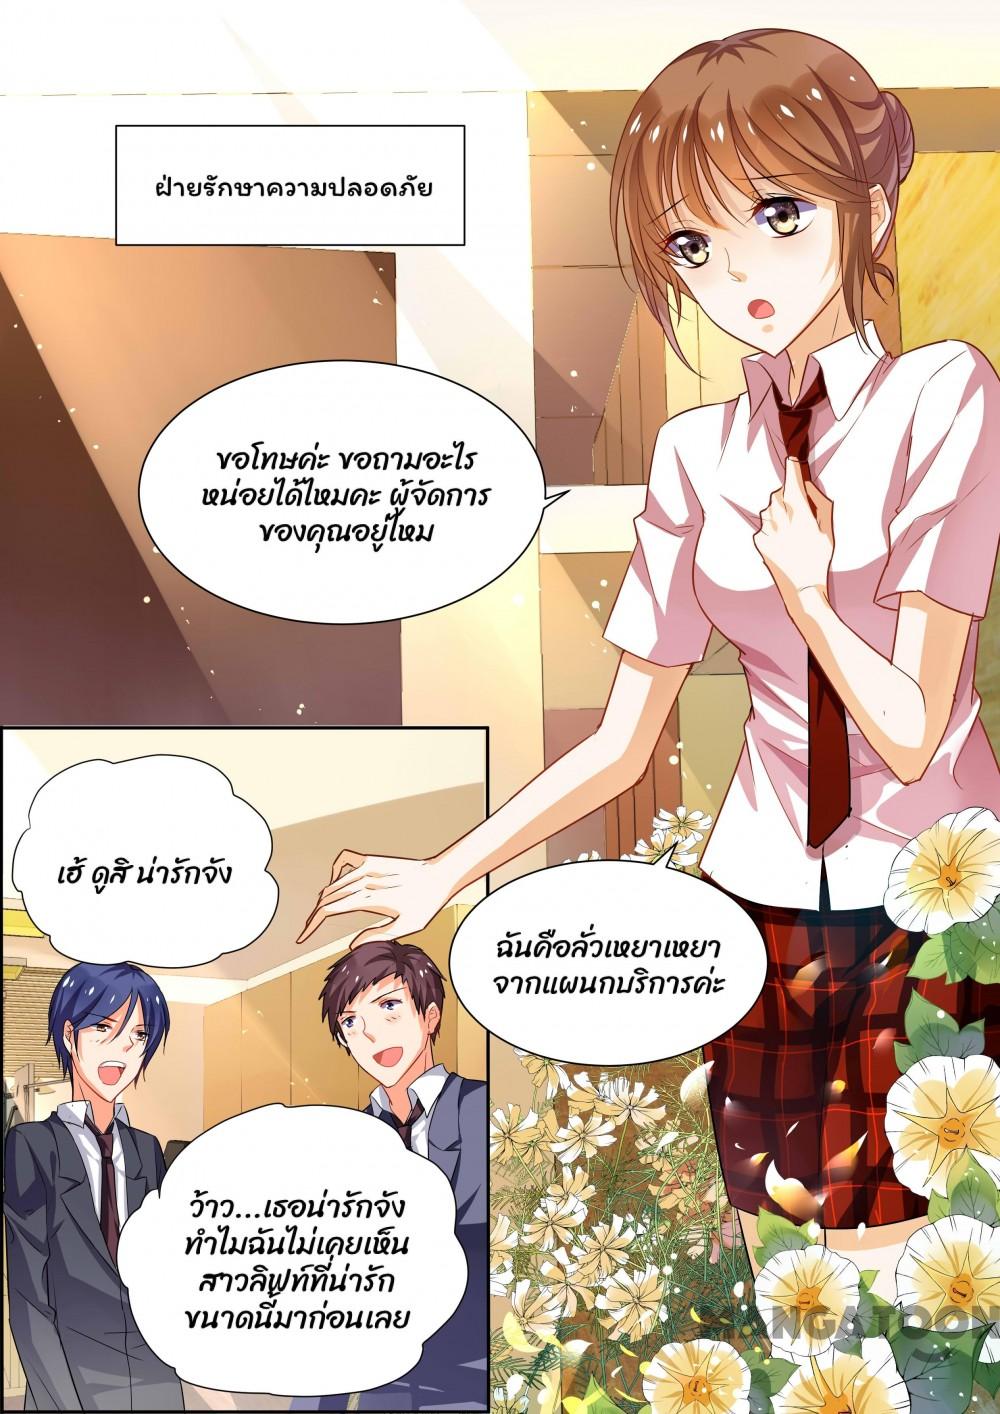 ฝ่ายรักษาความปลอดภัย
ขอโทษค่ะ ขอถามอะไร
หน่อยได้ไหมคะ ผู้จัดการ
ของคุณอยู่ไหม
เฮ้ ดูสิ น่ารักจัง
ฉันคือลั่วเหยาเหยา
จากแผนกบริการค่ะ
ว้าว...เธอน่ารักจัง
ทำไมฉันไม่เคยเห็น
สาวลิฟท์ที่น่ารัก
ขนาดนี้มาก่อนเลย
MANGATOON